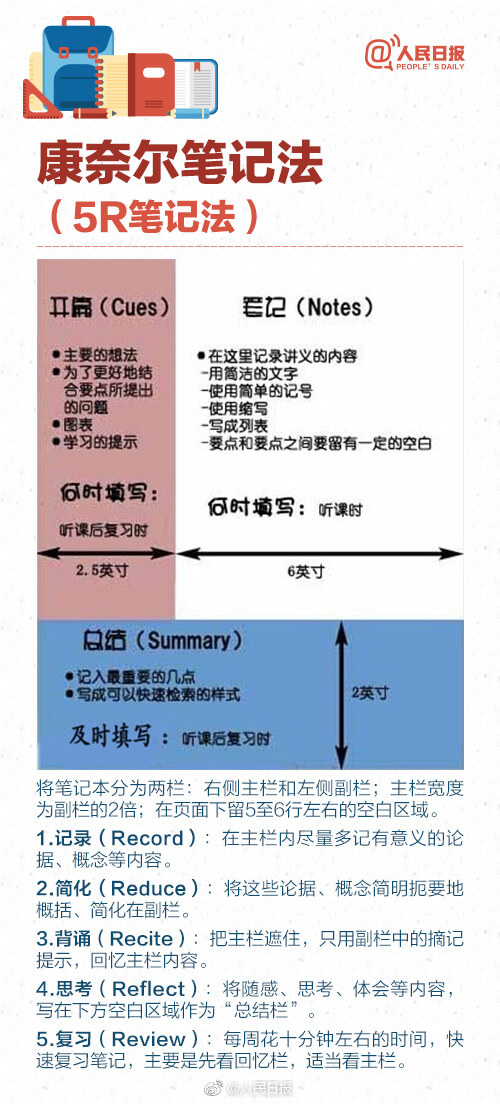 @人民日报
PEOPLE'S DAILY
康奈尔笔记法
（5R笔记法）
线索（Cues）
●主要的想法
●为了更好地结
合要点所提出
的问题
●图表
●学习的提示
何时填写：
听课后复习时
2.5英寸
笔记（Notes）
●在这里记录讲义的内容
-用简洁的文字
-使用简单的记号
-使用缩写
-写成列表
-要点和要点之间要留有一定的空白
何时填写：听课时
6英寸
总结（Summary）
●记入最重要的几点
●写成可以快速检索的样式
及时填写：听课后复习时
2英寸
将笔记本分为两栏：右侧主栏和左侧副栏；主栏宽度
为副栏的2倍；在页面下留5至6行左右的空白区域。
1.记录（Record）：在主栏内尽量多记有意义的论
据、概念等内容。
2.简化（Reduce）：将这些论据、概念简明扼要地
概括、简化在副栏。
3.背诵（Recite）：把主栏遮住，只用副栏中的摘记
提示，回忆主栏内容。
4.思考（Reflect）：将随感、思考、体会等内容，
写在下方空白区域作为“总结栏”。
5.复习（Review）：每周花十分钟左右的时间，快
速复习笔记，主要是先看回忆栏，适当看主栏。
@人民日报